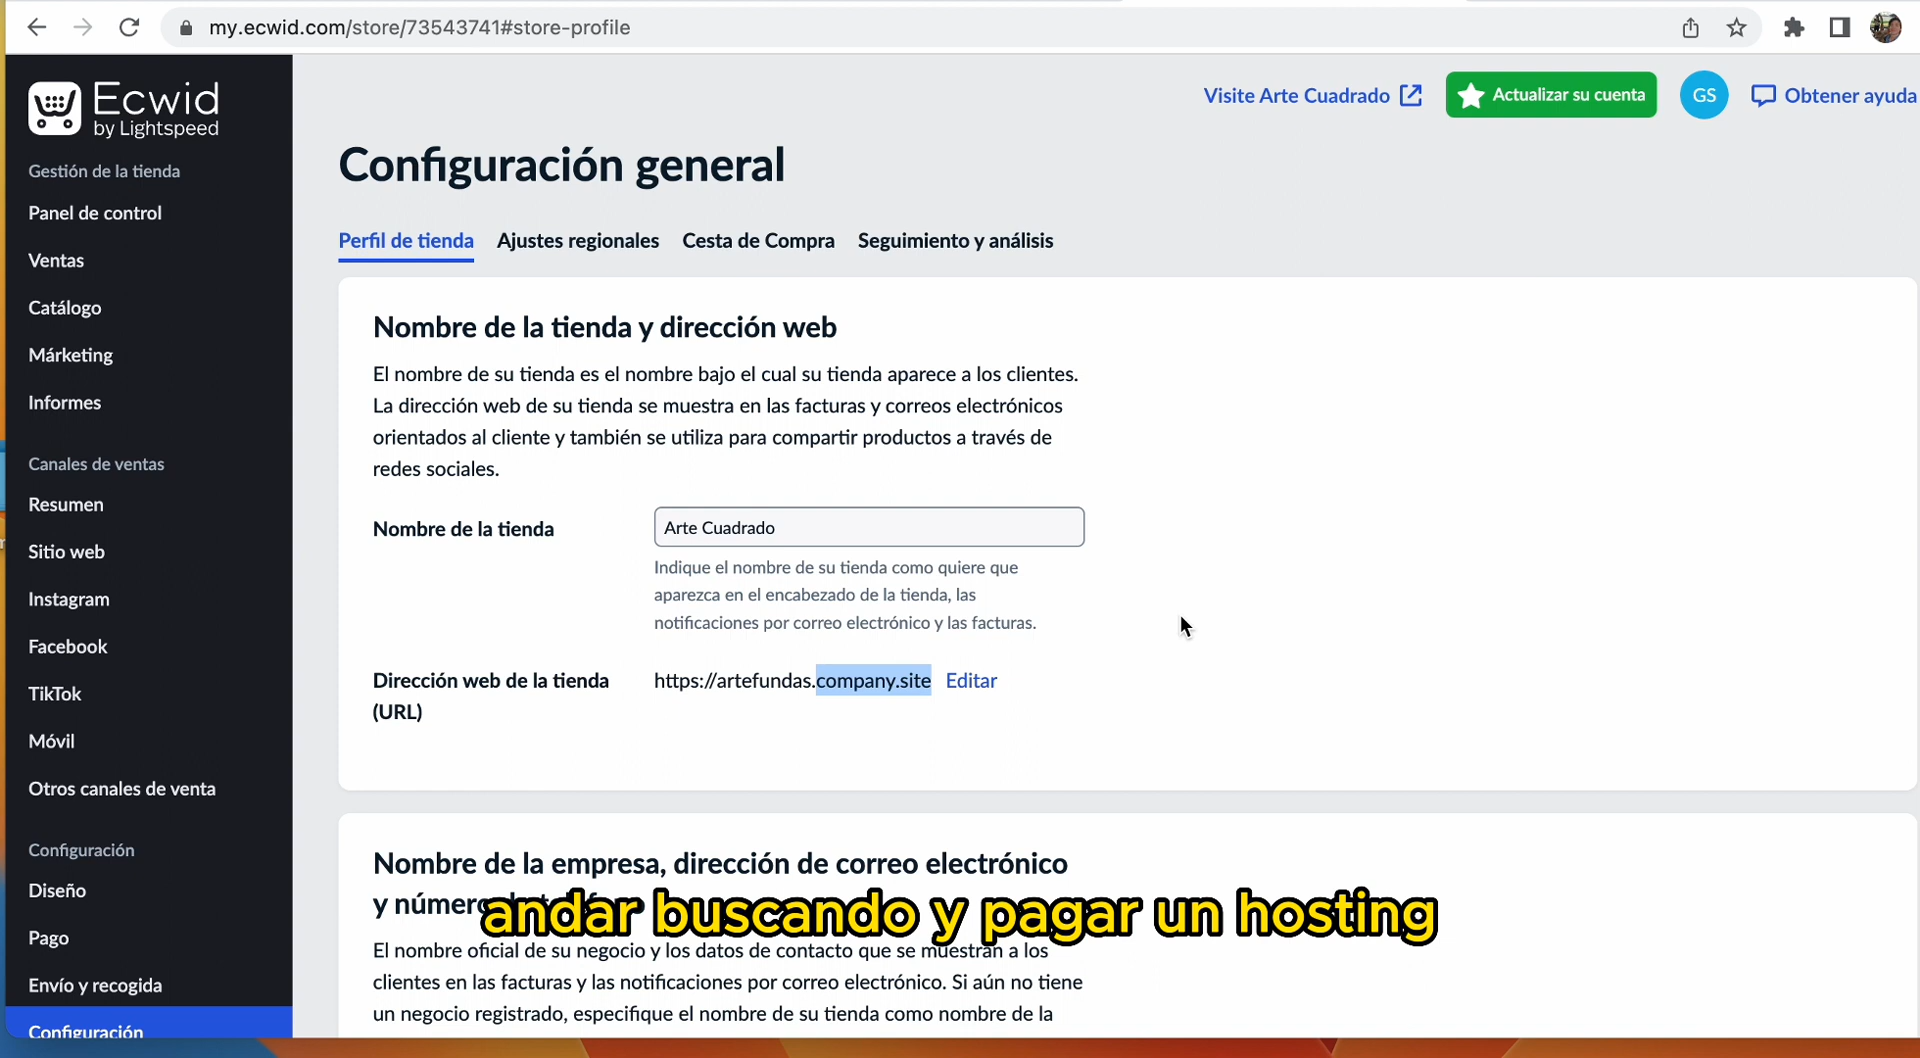 my.ecwid.com/store/73543741#store-profile
Ecwid
by Lightspeed
Visite Arte Cuadrado
Actualizar su cuenta
GS
Obtener ayuda
Gestión de la tienda
Panel de control
Ventas
Catálogo
Márketing
Informes
Canales de ventas
Resumen
Sitio web
Instagram
Facebook
TikTok
Móvil
Otros canales de venta
Configuración
Diseño
Pago
Envío y recogida
Configuración
Configuración general
Perfil de tienda Ajustes regionales Cesta de Compra Seguimiento y análisis
Nombre de la tienda y dirección web
El nombre de su tienda es el nombre bajo el cual su tienda aparece a los clientes.
La dirección web de su tienda se muestra en las facturas y correos electrónicos
orientados al cliente y también se utiliza para compartir productos a través de
redes sociales.
Nombre de la tienda
Arte Cuadrado
Indique el nombre de su tienda como quiere que
aparezca en el encabezado de la tienda, las
notificaciones por correo electrónico y las facturas.
Dirección web de la tienda
(URL)
https://artefundas.company.site Editar
Nombre de la empresa, dirección de correo electrónico
y
andar buscando y pagar un hosting
El nombre oficial de su negocio y los datos de contacto que se muestran a los
clientes en las facturas y las notificaciones por correo electrónico. Si aún no tiene
un negocio registrado, especifique el nombre de su tienda como nombre de la